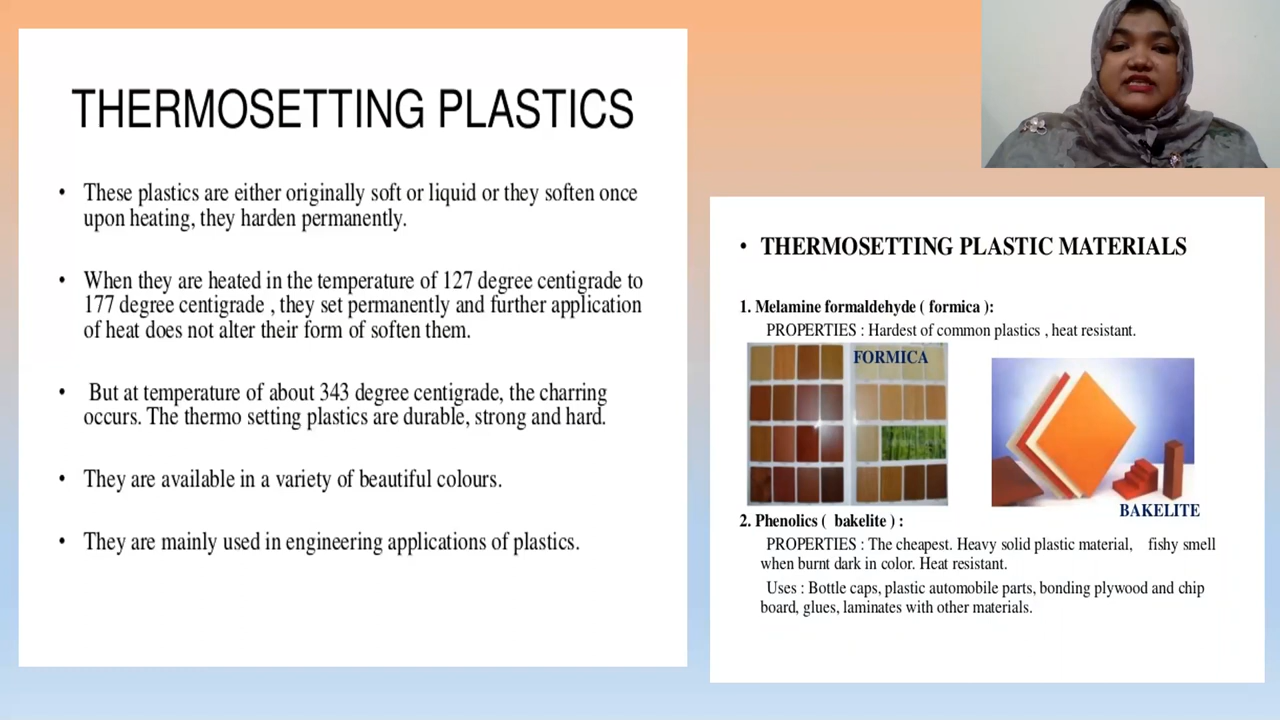 THERMOSETTING PLASTICS
• These plastics are either originally soft or liquid or they soften once
upon heating, they harden permanently.
• When they are heated in the temperature of 127 degree centigrade to
177 degree centigrade , they set permanently and further application
of heat does not alter their form of soften them.
• But at temperature of about 343 degree centigrade, the charring
occurs. The thermo setting plastics are durable, strong and hard.
• They are available in a variety of beautiful colours.
• They are mainly used in engineering applications of plastics.
• THERMOSETTING PLASTIC MATERIALS
1. Melamine formaldehyde ( formica ):
PROPERTIES : Hardest of common plastics , heat resistant.
FORMICA
BAKELITE
2. Phenolics ( bakelite ) :
PROPERTIES : The cheapest. Heavy solid plastic material, fishy smell
when burnt dark in color. Heat resistant.
Uses : Bottle caps, plastic automobile parts, bonding plywood and chip
board, glues, laminates with other materials.